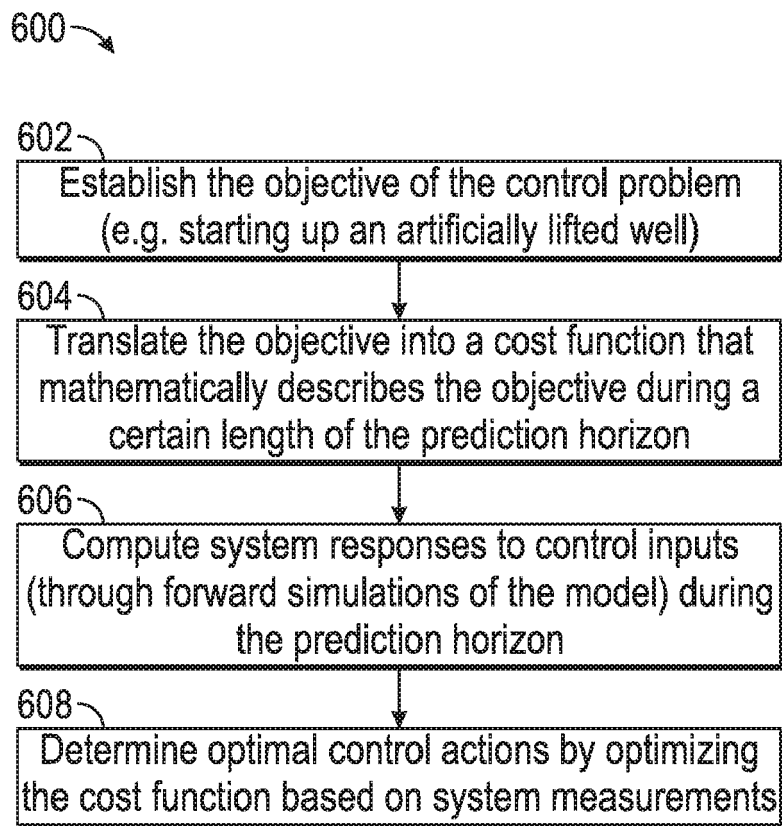 600
602
Establish the objective of the control problem
(e.g. starting up an artificially lifted well)
604
Translate the objective into a cost function that
mathematically describes the objective during a
certain length of the prediction horizon
606
Compute system responses to control inputs
(through forward simulations of the model) during
the prediction horizon
608
Determine optimal control actions by optimizing
the cost function based on system measurements